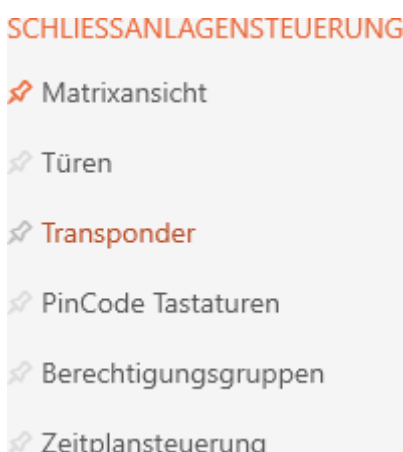 SCHLIESSANLAGENSTEUERUNG
Matrixansicht
Türen
Transponder
PinCode Tastaturen
Berechtigungsgruppen
Zeitplansteuerung